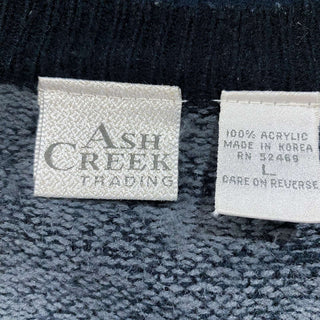 ASH
CREEK
TRADING
100% ACRYLIC
MADE IN KOREA
RN 52469
L
CARE ON REVERSE